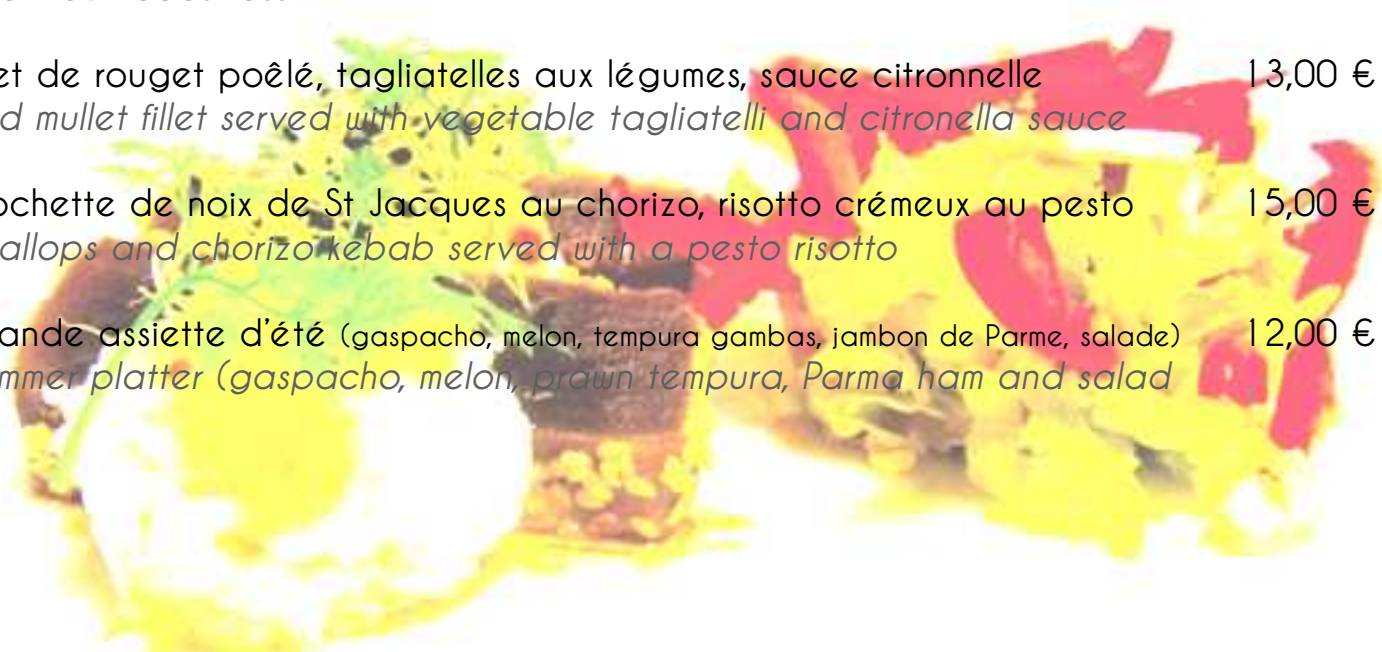 et de rouget poêlé, tagliatelles aux légumes, sauce citronnelle 13,00 €
d mullet fillet served with vegetable tagliatelli and citronella sauce
ochette de noix de St Jacques au chorizo, risotto crémeux au pesto 15,00 €
allops and chorizo kebab served with a pesto risotto
ande assiette d'été (gaspacho, melon, tempura gambas, jambon de Parme, salade) 12,00 €
mmer platter (gaspacho, melon, prawn tempura, Parma ham and salad